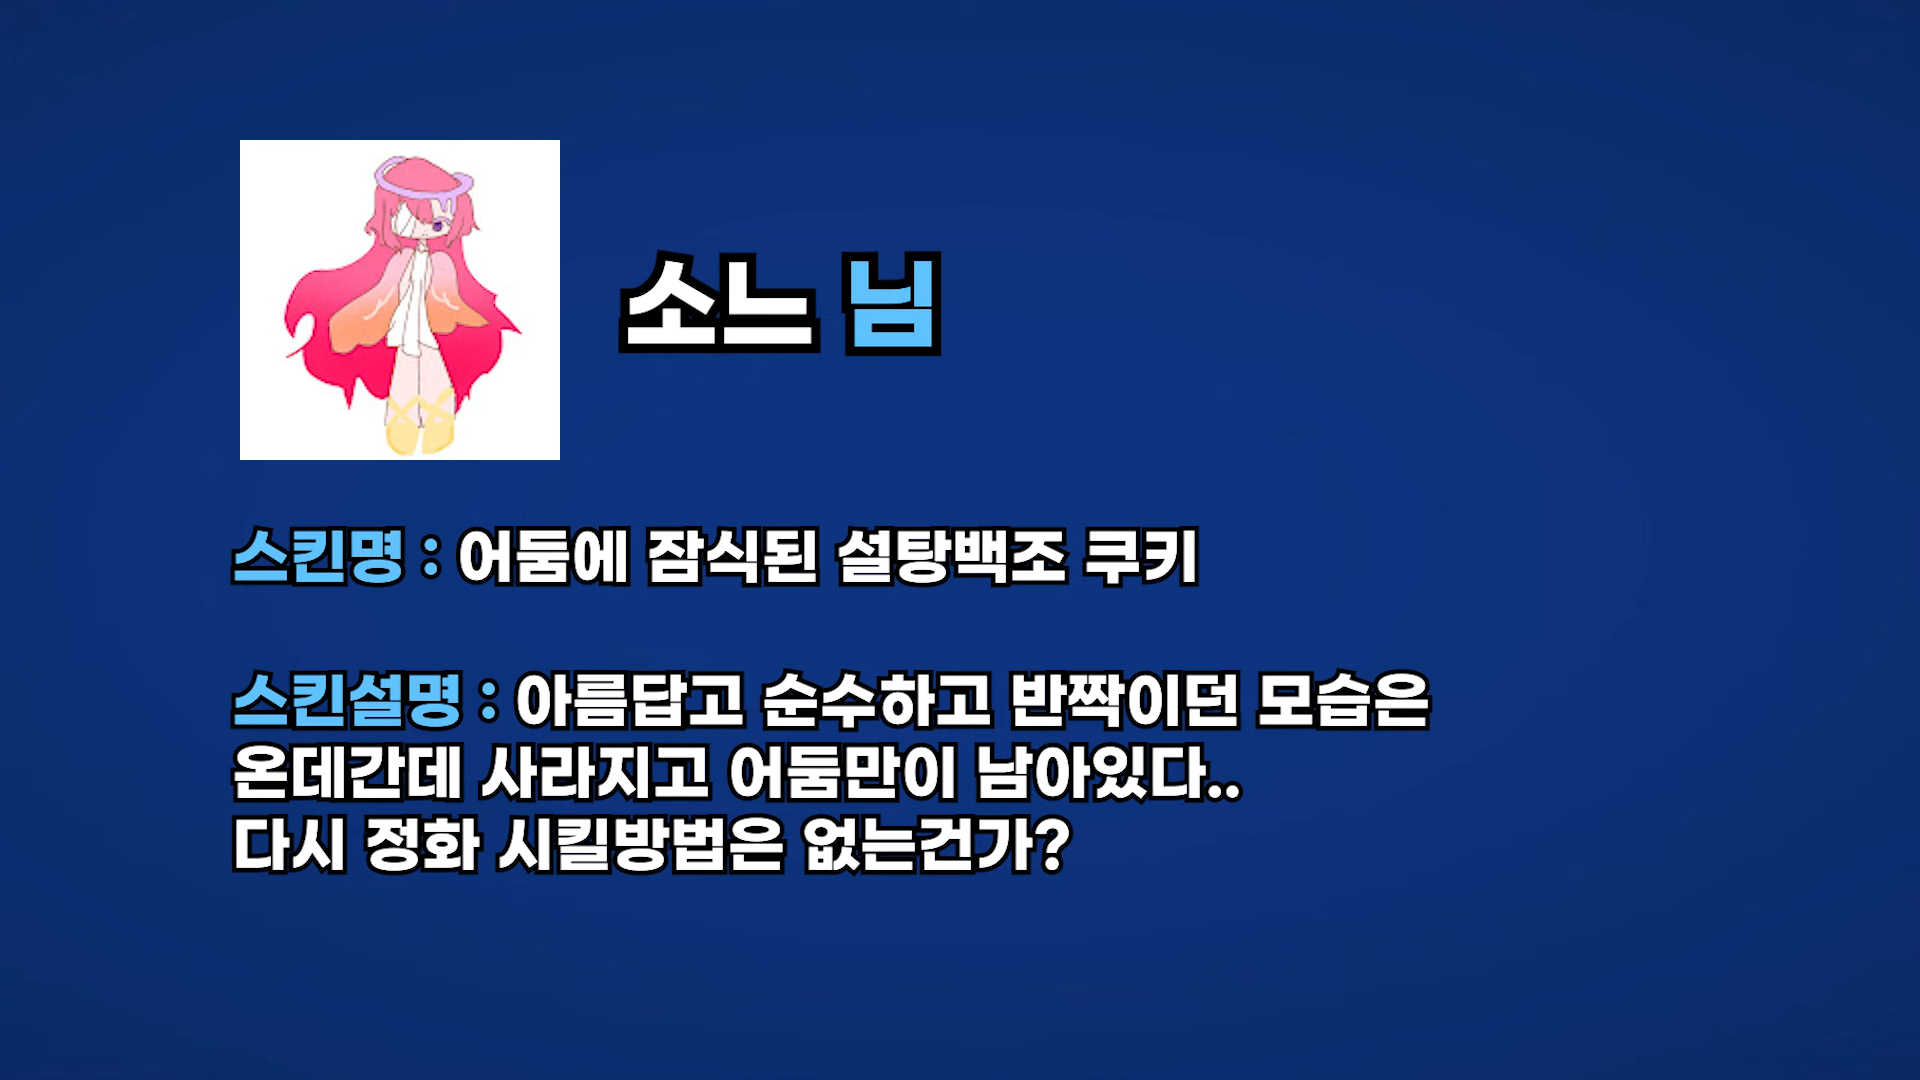 소느 님
스킨명 : 어둠에 잠식된 설탕백조 쿠키
스킨설명 : 아름답고 순수하고 반짝이던 모습은
온데간데 사라지고 어둠만이 남아있다..
다시 정화 시킬방법은 없는건가?